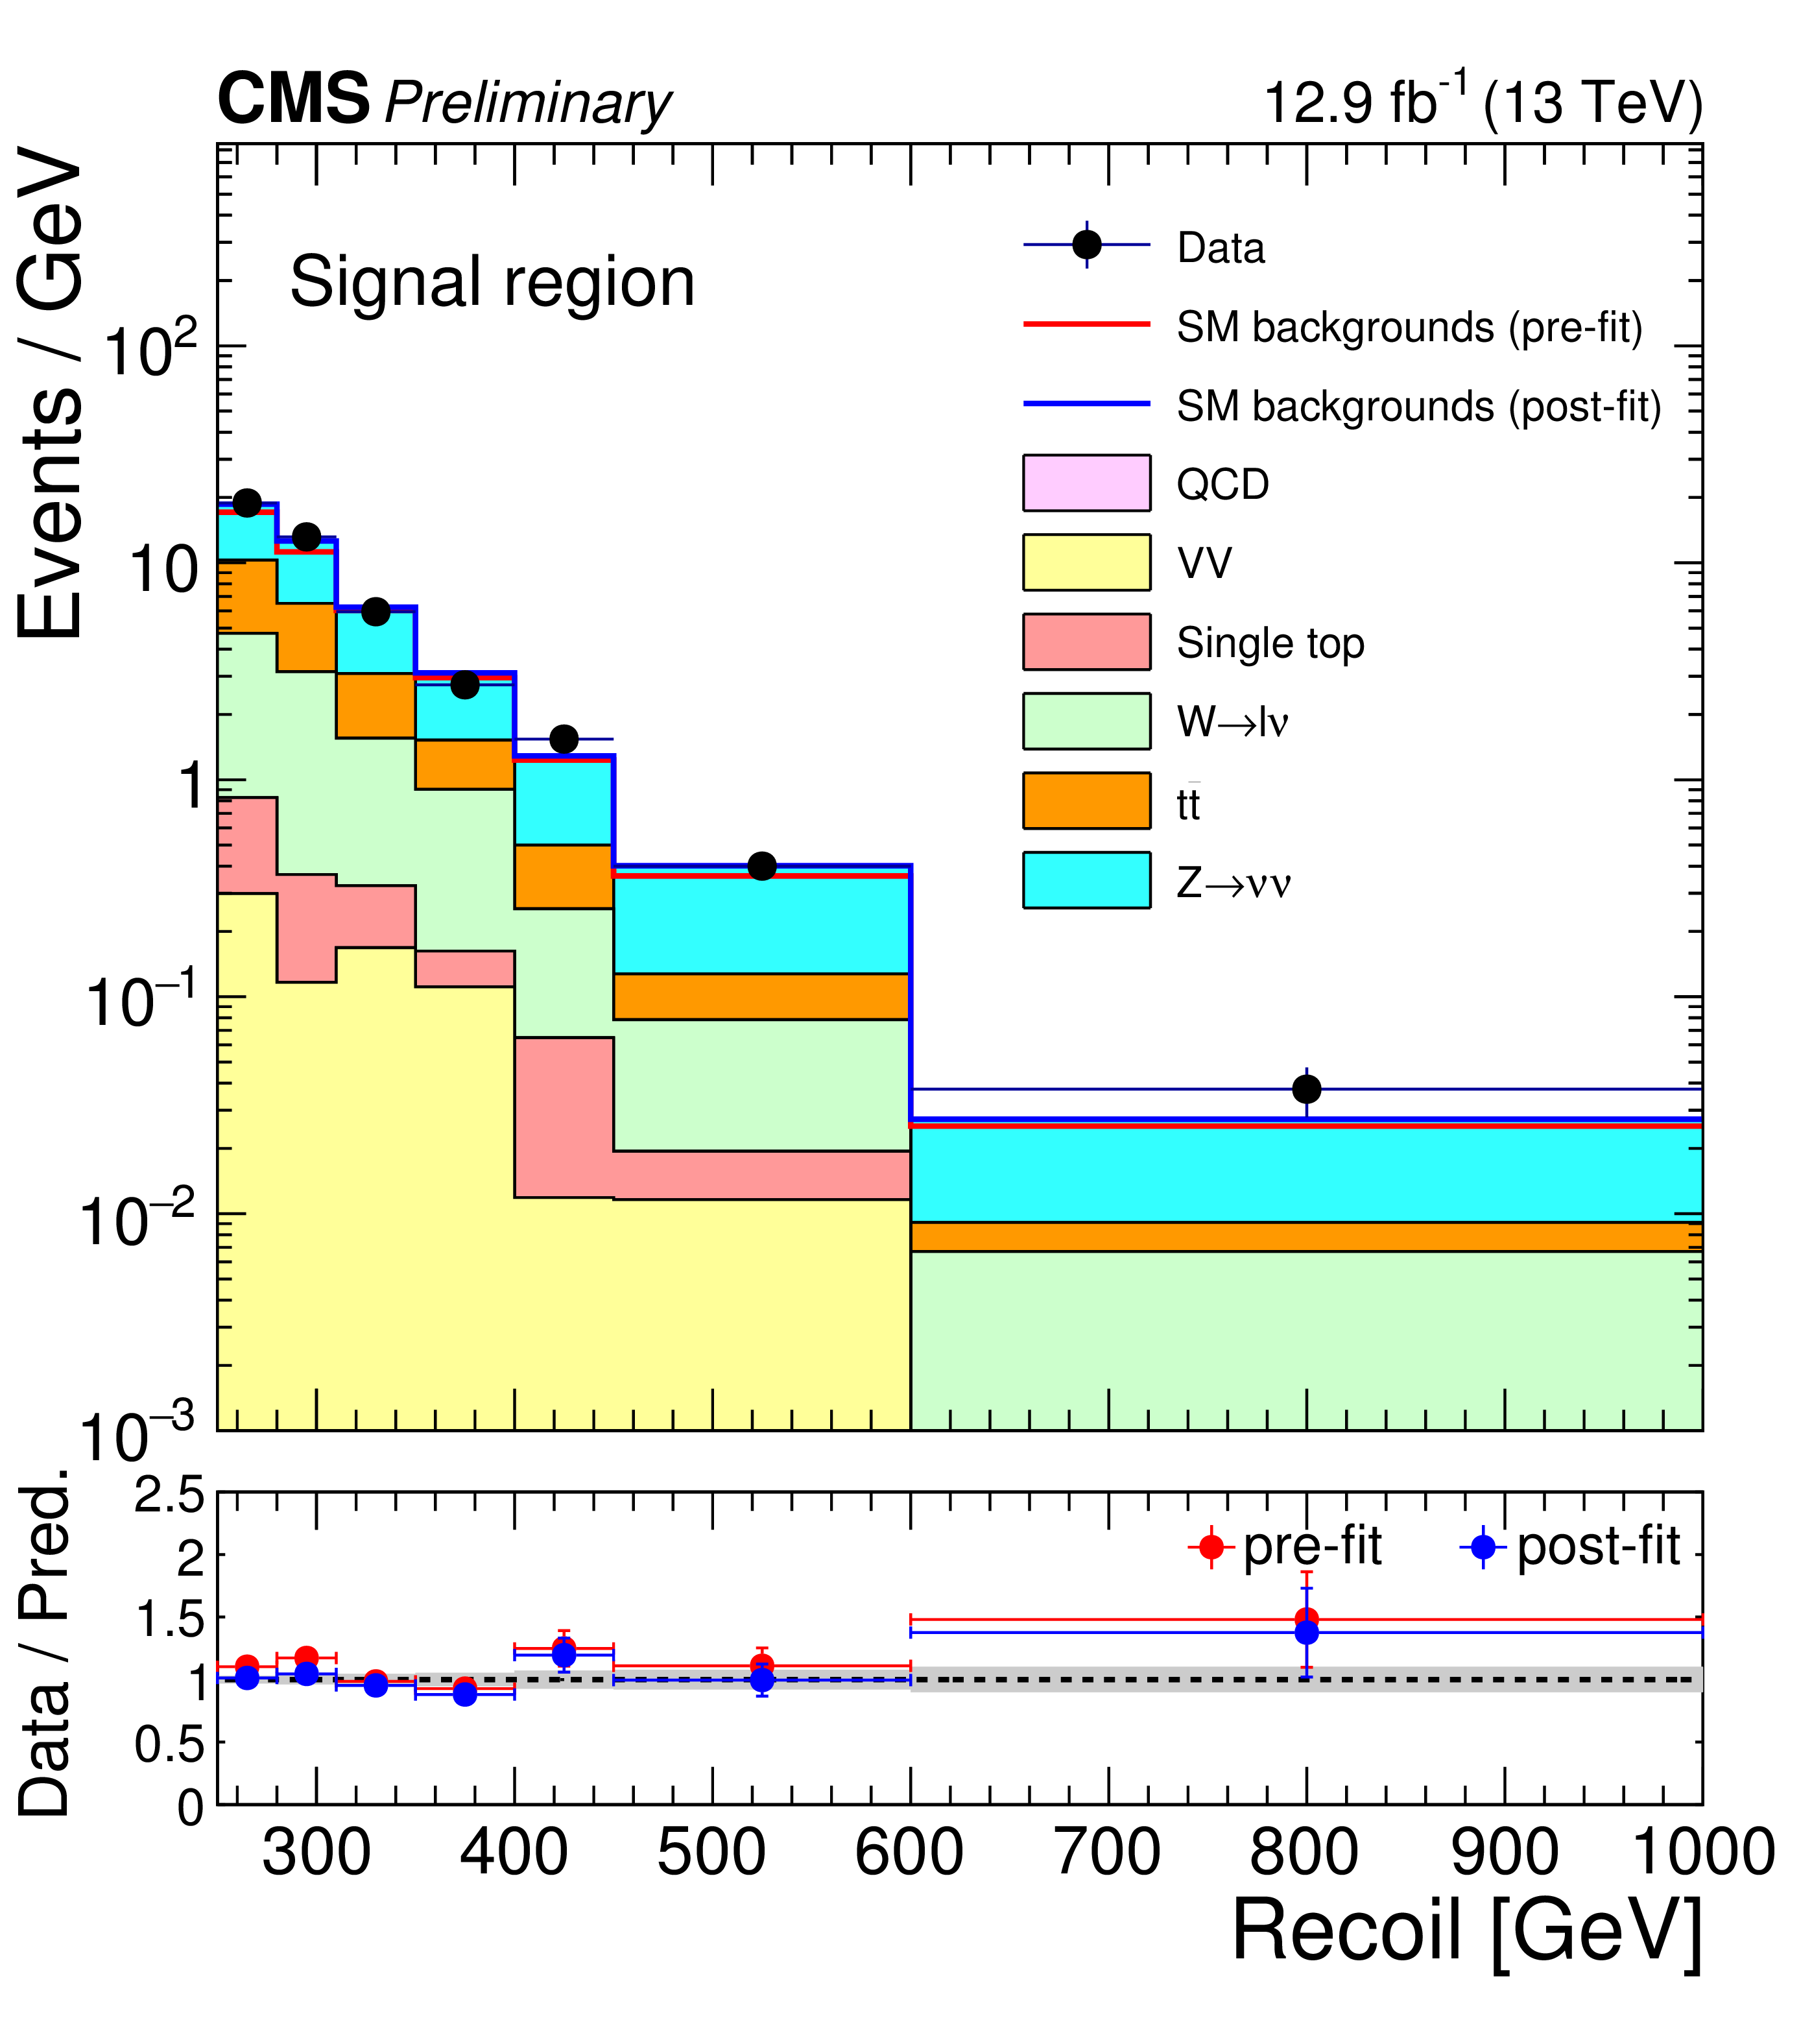 CMS Preliminary 12.9 fb⁻¹ (13 TeV)
Events / GeV
Signal region
Data
SM backgrounds (pre-fit)
SM backgrounds (post-fit)
QCD
VV
Single top
W→lν
tt̄
Z→νν
10²
10
1
10⁻¹
10⁻²
10⁻³
Data / Pred.
2.5
2
1.5
1
0.5
0
pre-fit post-fit
300 400 500 600 700 800 900 1000
Recoil [GeV]